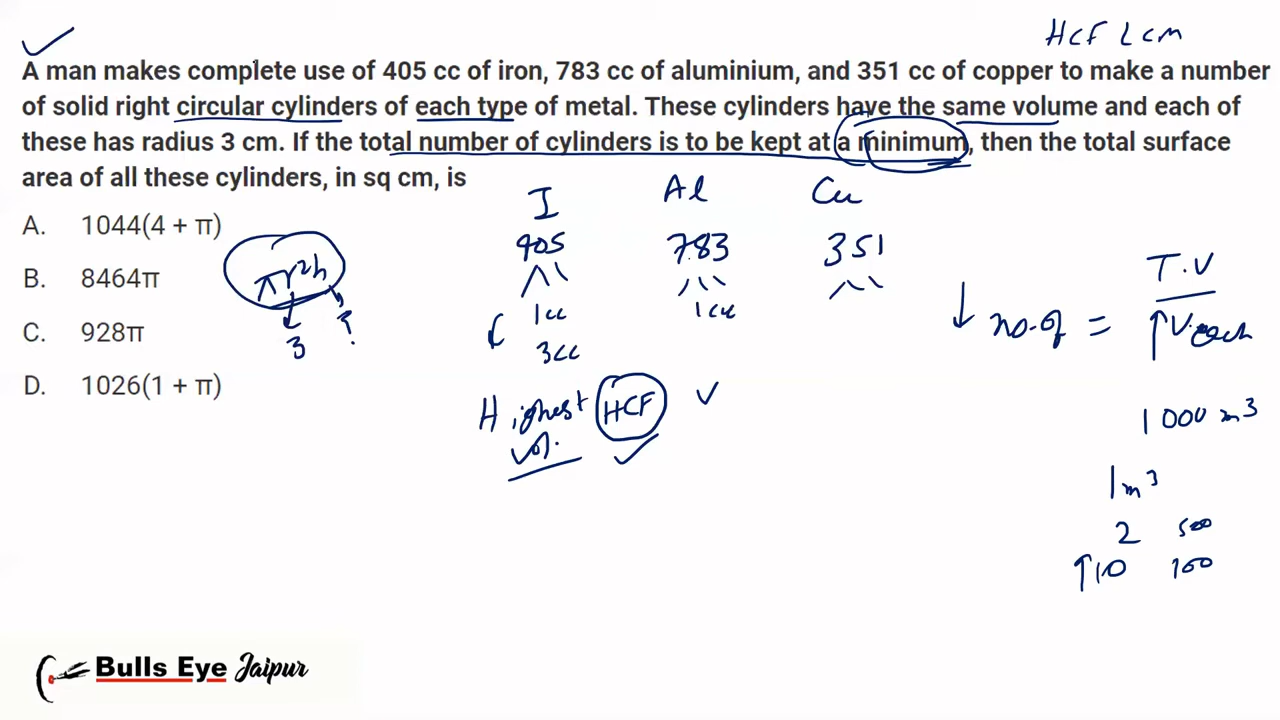 HCF LCM
A man makes complete use of 405 cc of iron, 783 cc of aluminium, and 351 cc of copper to make a number
of solid right circular cylinders of each type of metal. These cylinders have the same volume and each of
these has radius 3 cm. If the total number of cylinders is to be kept at a minimum, then the total surface
area of all these cylinders, in sq cm, is
I Al Cu
A. 1044(4 + π)
405 783 351
B. 8464π
πr²h
T.V
1cc 1cc
no. of = V. each
C. 928π
3 ?
3cc
D. 1026(1 + π)
Highest HCF
vol.
1000 m³
1m³
2 500
10 100
Bulls Eye Jaipur